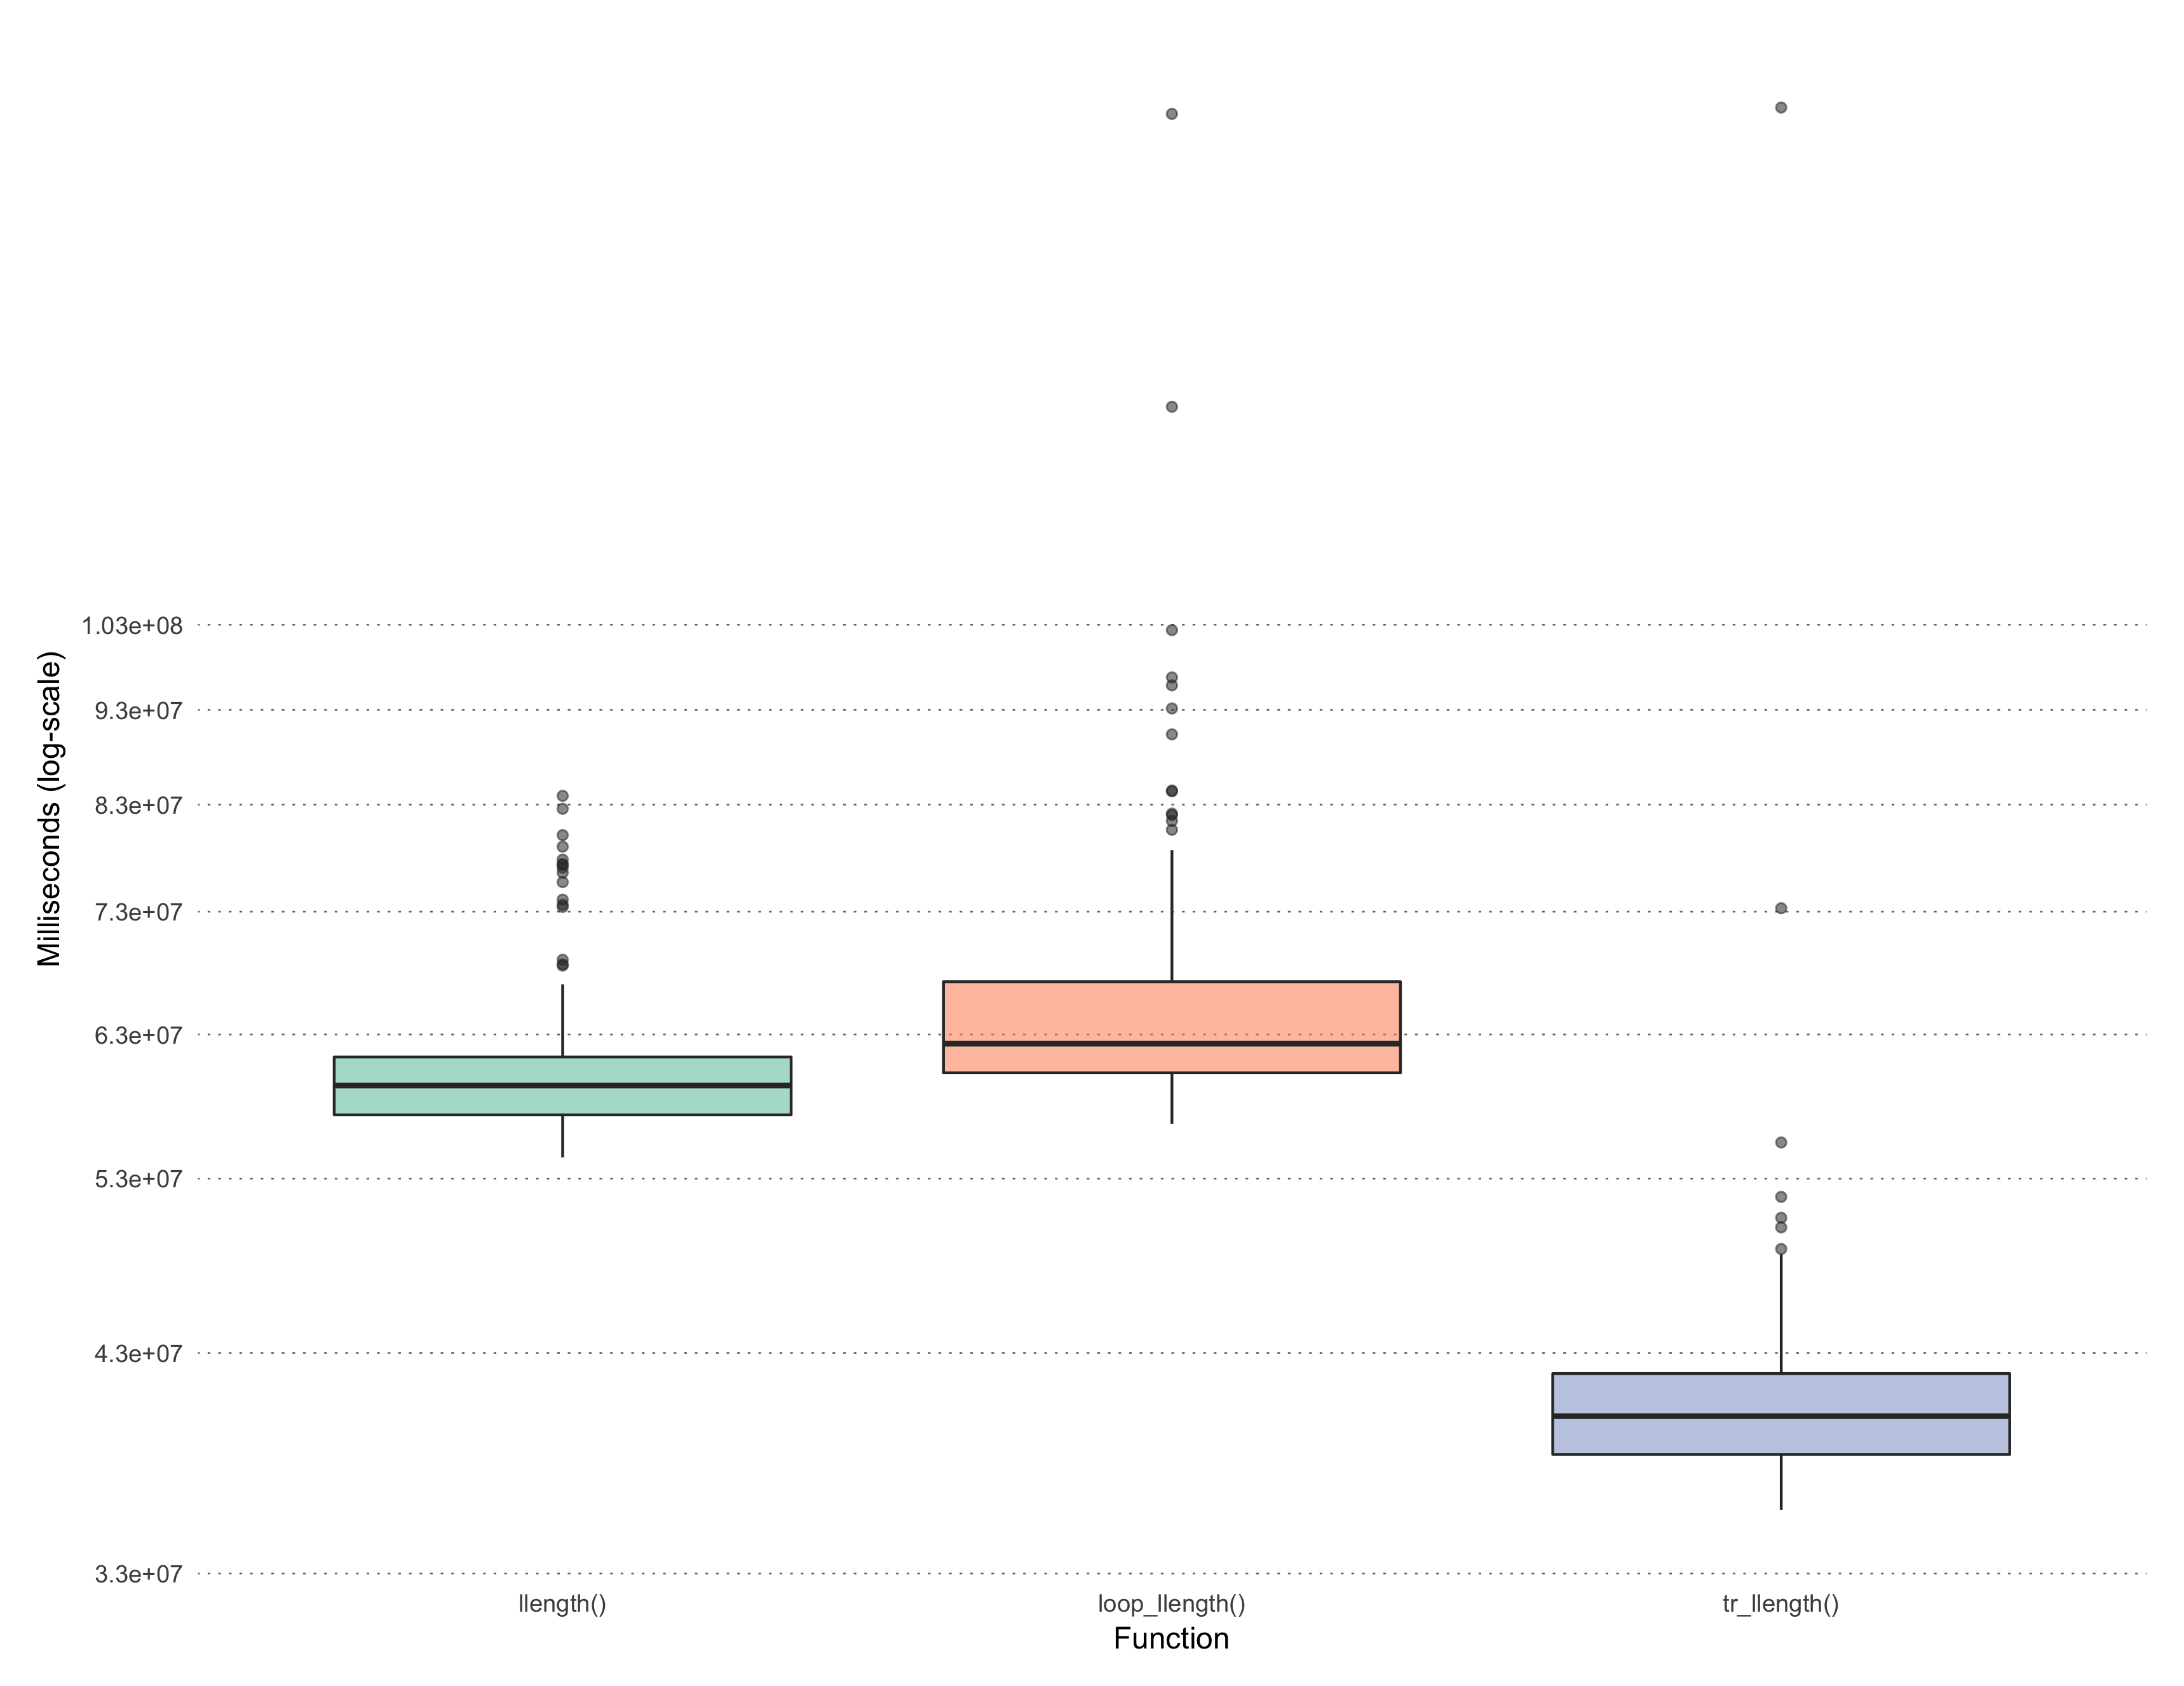 Milliseconds (log-scale)
1.03e+08
9.3e+07
8.3e+07
7.3e+07
6.3e+07
5.3e+07
4.3e+07
3.3e+07
llength()
loop_llength()
tr_llength()
Function